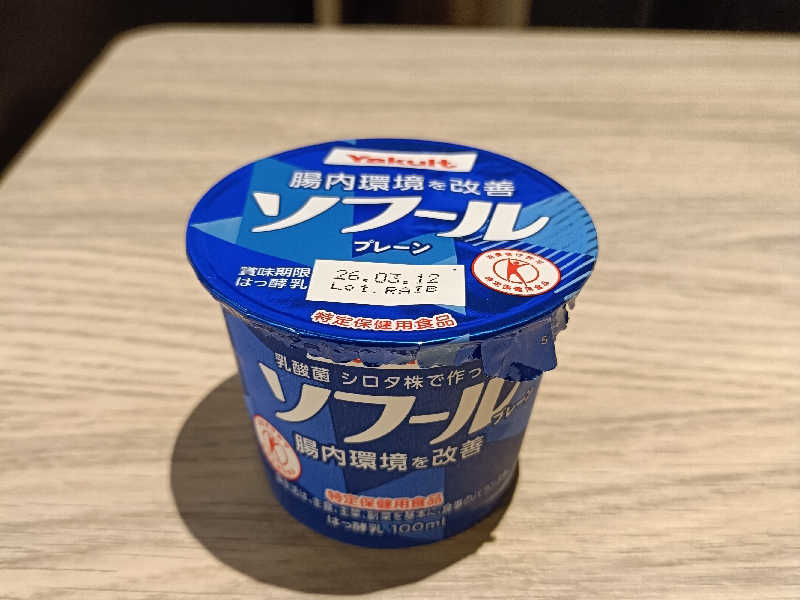 Yakult
腸内環境を改善
ソフール
プレーン
賞味期限
はっ酵乳
26.03.12
Lot.RAIB
特定保健用食品
5
乳酸菌 シロタ株で作っ
ソフール
プレーン
腸内環境を改善
特定保健用食品
はっ酵乳 100ml